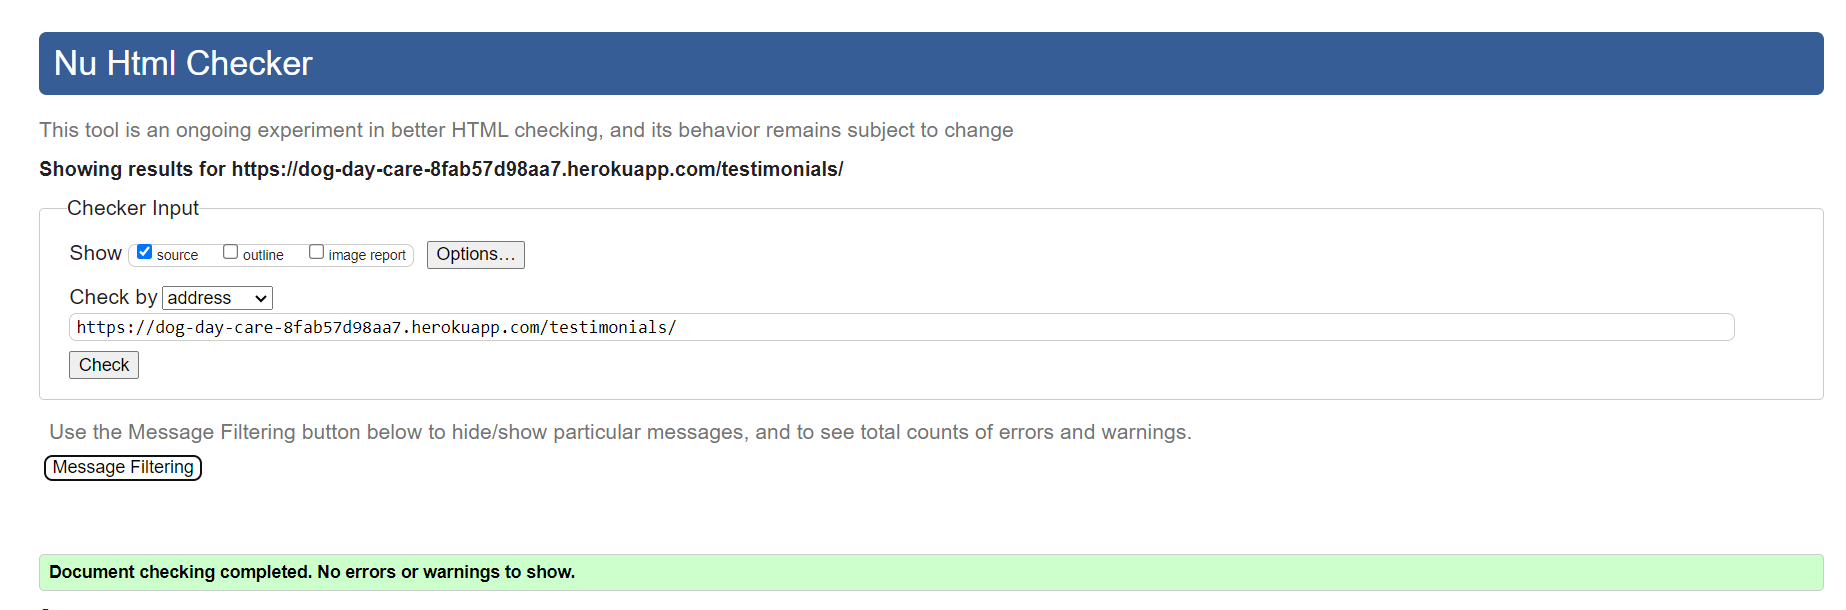 Nu Html Checker
This tool is an ongoing experiment in better HTML checking, and its behavior remains subject to change
Showing results for https://dog-day-care-8fab57d98aa7.herokuapp.com/testimonials/
Checker Input
Show source outline image report Options…
Check by address
https://dog-day-care-8fab57d98aa7.herokuapp.com/testimonials/
Check
Use the Message Filtering button below to hide/show particular messages, and to see total counts of errors and warnings.
Message Filtering
Document checking completed. No errors or warnings to show.